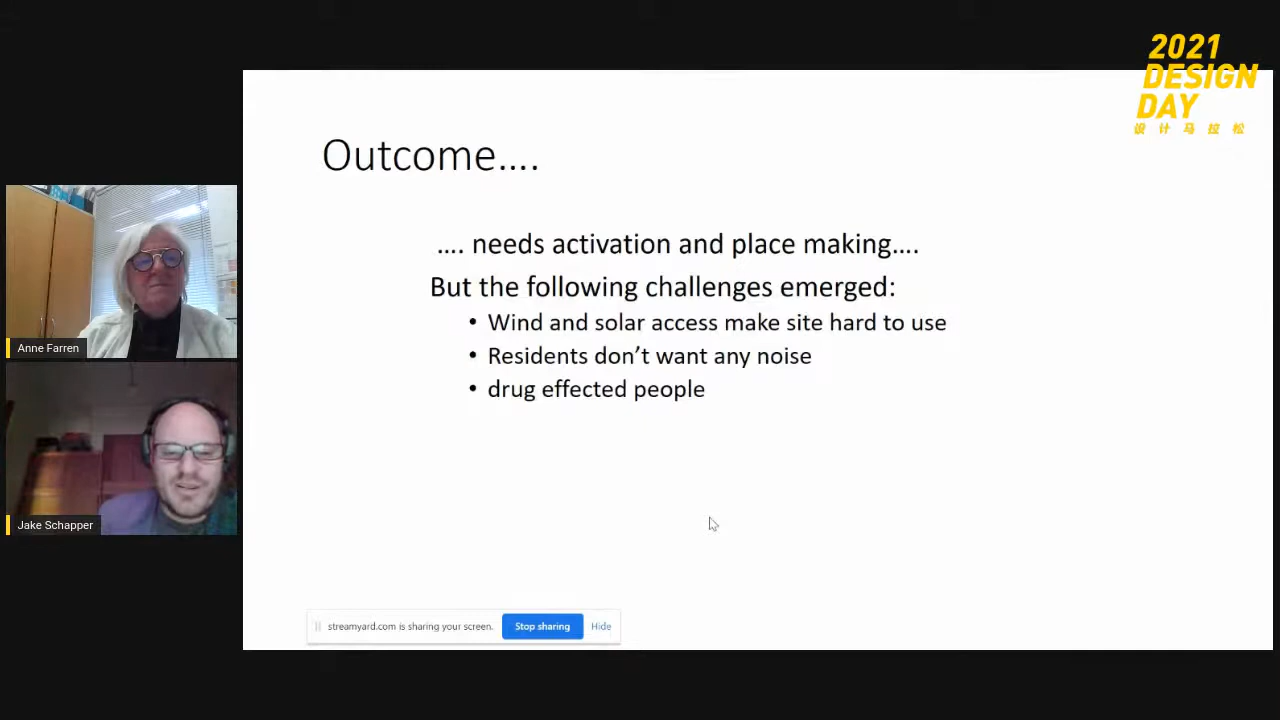 2021
DESIGN
DAY
设计马拉松
Outcome....
.... needs activation and place making....
But the following challenges emerged:
• Wind and solar access make site hard to use
• Residents don't want any noise
• drug effected people
Anne Farren
Jake Schapper
streamyard.com is sharing your screen.
Stop sharing
Hide